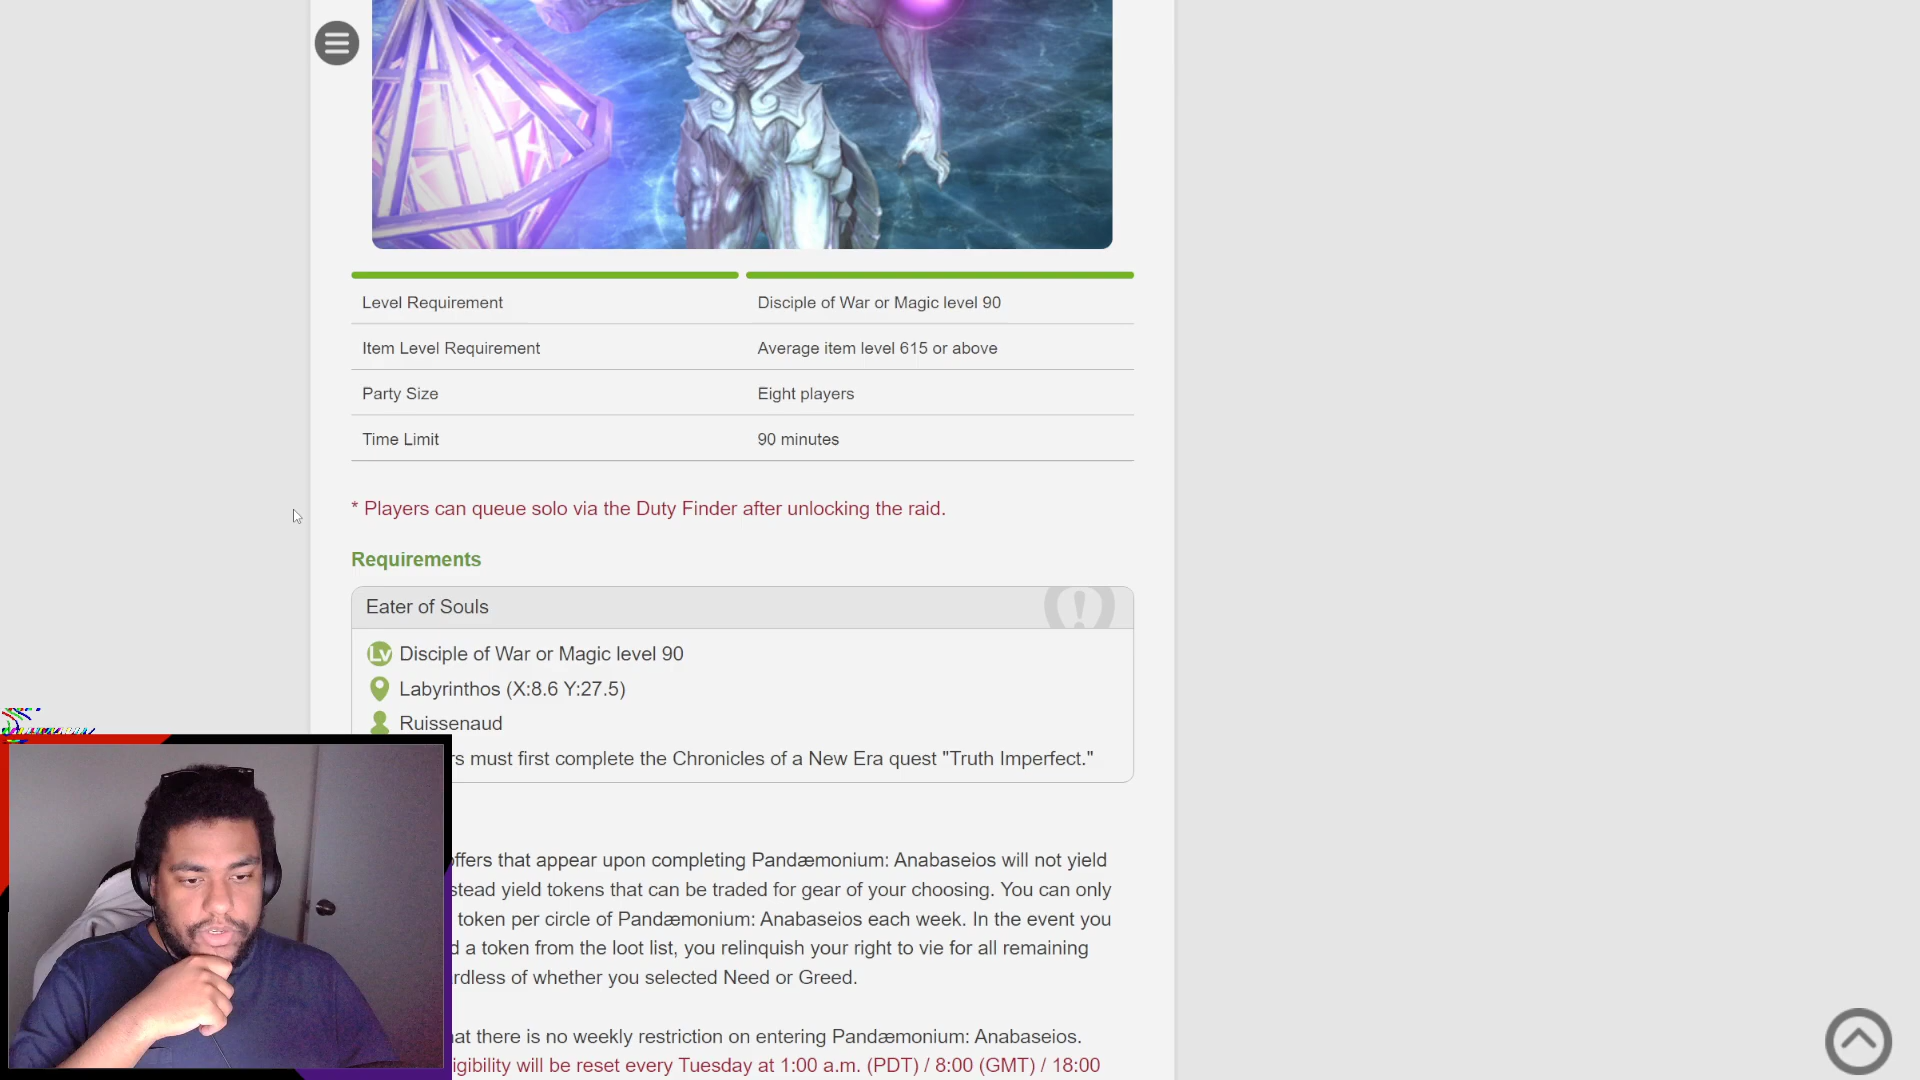 Level Requirement Disciple of War or Magic level 90
Item Level Requirement Average item level 615 or above
Party Size Eight players
Time Limit 90 minutes
* Players can queue solo via the Duty Finder after unlocking the raid.
Requirements
Eater of Souls
Lv Disciple of War or Magic level 90
Labyrinthos (X:8.6 Y:27.5)
Ruissenaud
must first complete the Chronicles of a New Era quest "Truth Imperfect."
that appear upon completing Pandæmonium: Anabaseios will not yield
yield tokens that can be traded for gear of your choosing. You can only
token per circle of Pandæmonium: Anabaseios each week. In the event you
a token from the loot list, you relinquish your right to vie for all remaining
of whether you selected Need or Greed.
there is no weekly restriction on entering Pandæmonium: Anabaseios.
will be reset every Tuesday at 1:00 a.m. (PDT) / 8:00 (GMT) / 18:00